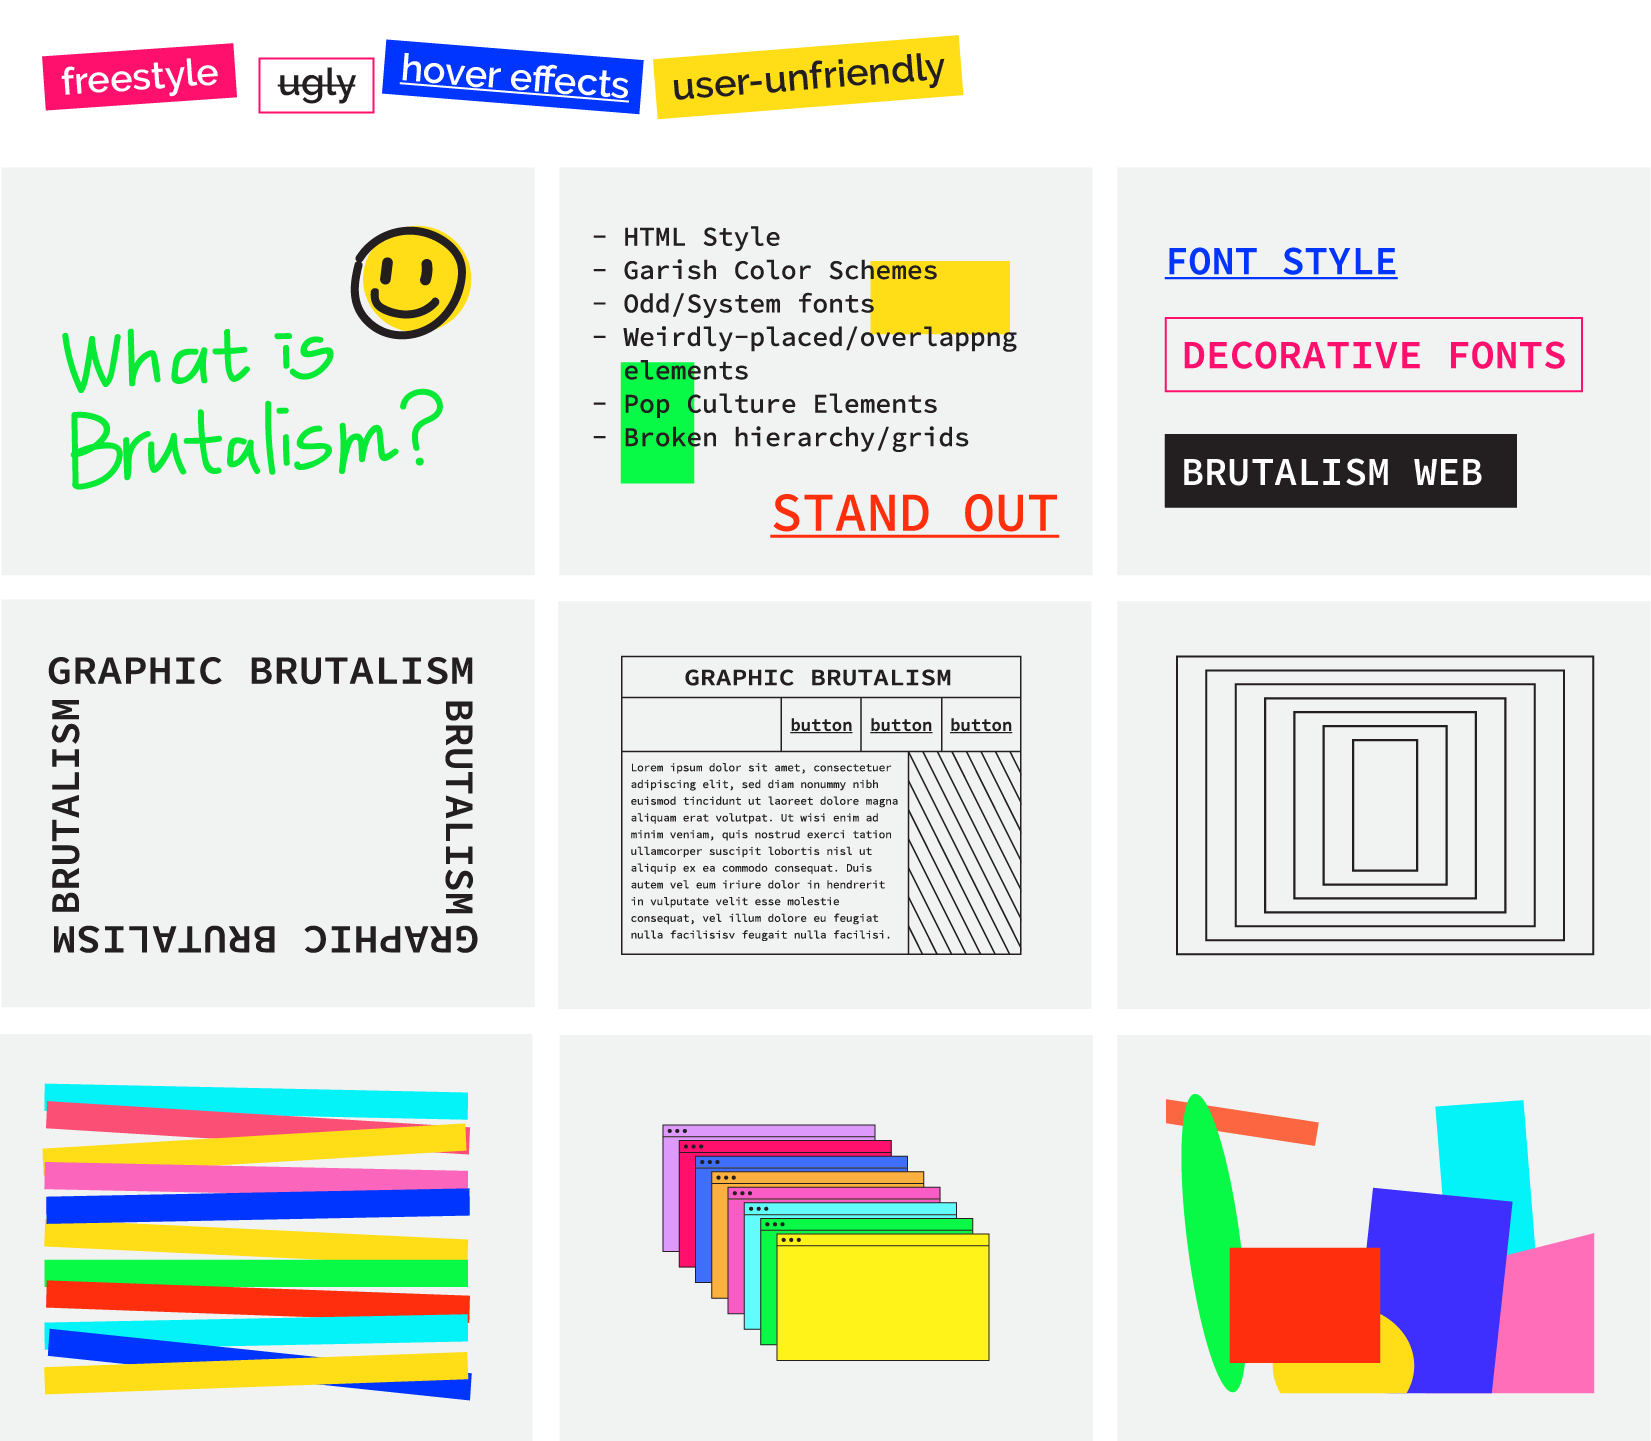 freestyle
ugly
hover effects
user-unfriendly
What is
Brutalism?
- HTML Style
- Garish Color Schemes
- Odd/System fonts
- Weirdly-placed/overlappng
elements
- Pop Culture Elements
- Broken hierarchy/grids
STAND OUT
FONT STYLE
DECORATIVE FONTS
BRUTALISM WEB
GRAPHIC BRUTALISM
BRUTALISM
BRUTALISM
GRAPHIC BRUTALISM
GRAPHIC BRUTALISM
button button button
Lorem ipsum dolor sit amet, consectetuer
adipiscing elit, sed diam nonummy nibh
euismod tincidunt ut laoreet dolore magna
aliquam erat volutpat. Ut wisi enim ad
minim veniam, quis nostrud exerci tation
ullamcorper suscipit lobortis nisl ut
aliquip ex ea commodo consequat. Duis
autem vel eum iriure dolor in hendrerit
in vulputate velit esse molestie
consequat, vel illum dolore eu feugiat
nulla facilisisv feugait nulla facilisi.